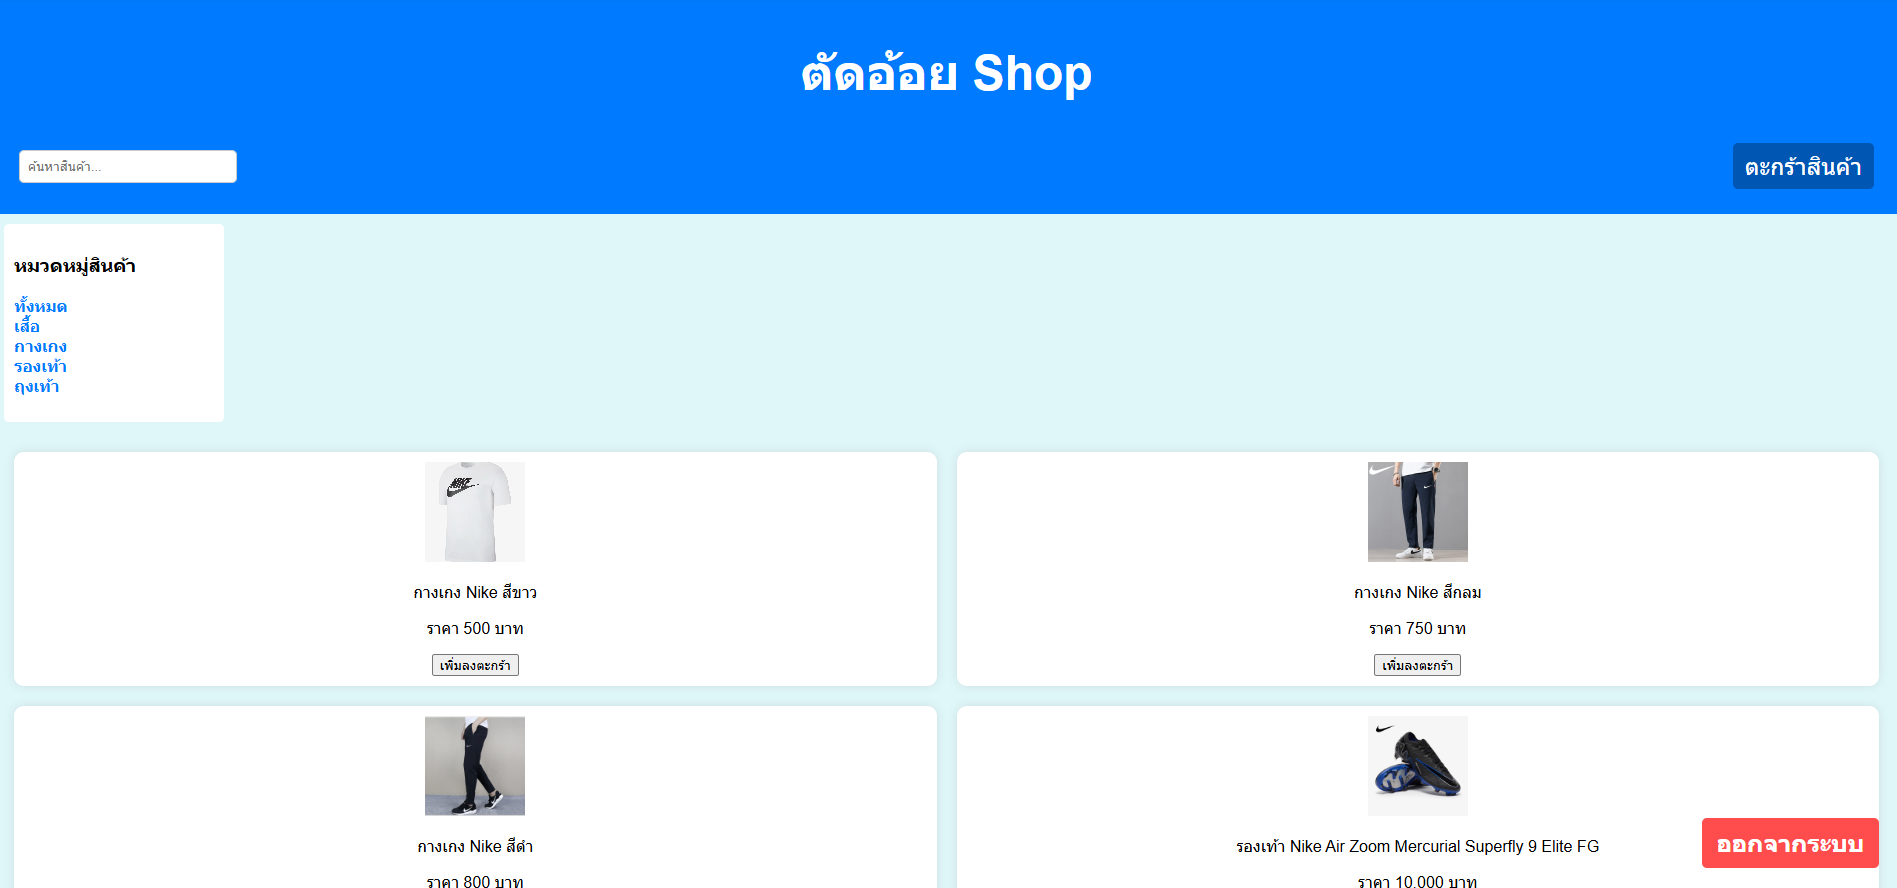 ตัดอ้อย Shop
ค้นหาสินค้า...
ตะกร้าสินค้า
หมวดหมู่สินค้า
ทั้งหมด
เสื้อ
กางเกง
รองเท้า
ถุงเท้า
NIKE
กางเกง Nike สีขาว
ราคา 500 บาท
เพิ่มลงตะกร้า
กางเกง Nike สีกลม
ราคา 750 บาท
เพิ่มลงตะกร้า
กางเกง Nike สีดำ
ราคา 800 บาท
รองเท้า Nike Air Zoom Mercurial Superfly 9 Elite FG
ราคา 10,000 บาท
ออกจากระบบ